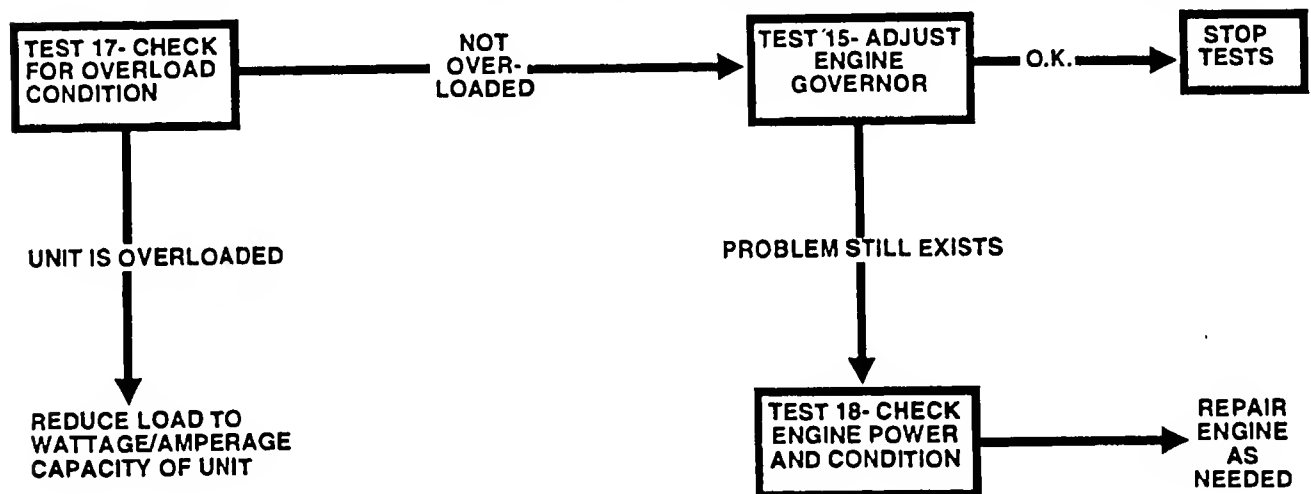 TEST 17- CHECK
FOR OVERLOAD
CONDITION
NOT
OVER-
LOADED
TEST 15- ADJUST
ENGINE
GOVERNOR
O.K.
STOP
TESTS
UNIT IS OVERLOADED
PROBLEM STILL EXISTS
REDUCE LOAD TO
WATTAGE/AMPERAGE
CAPACITY OF UNIT
TEST 18- CHECK
ENGINE POWER
AND CONDITION
REPAIR
ENGINE
AS
NEEDED